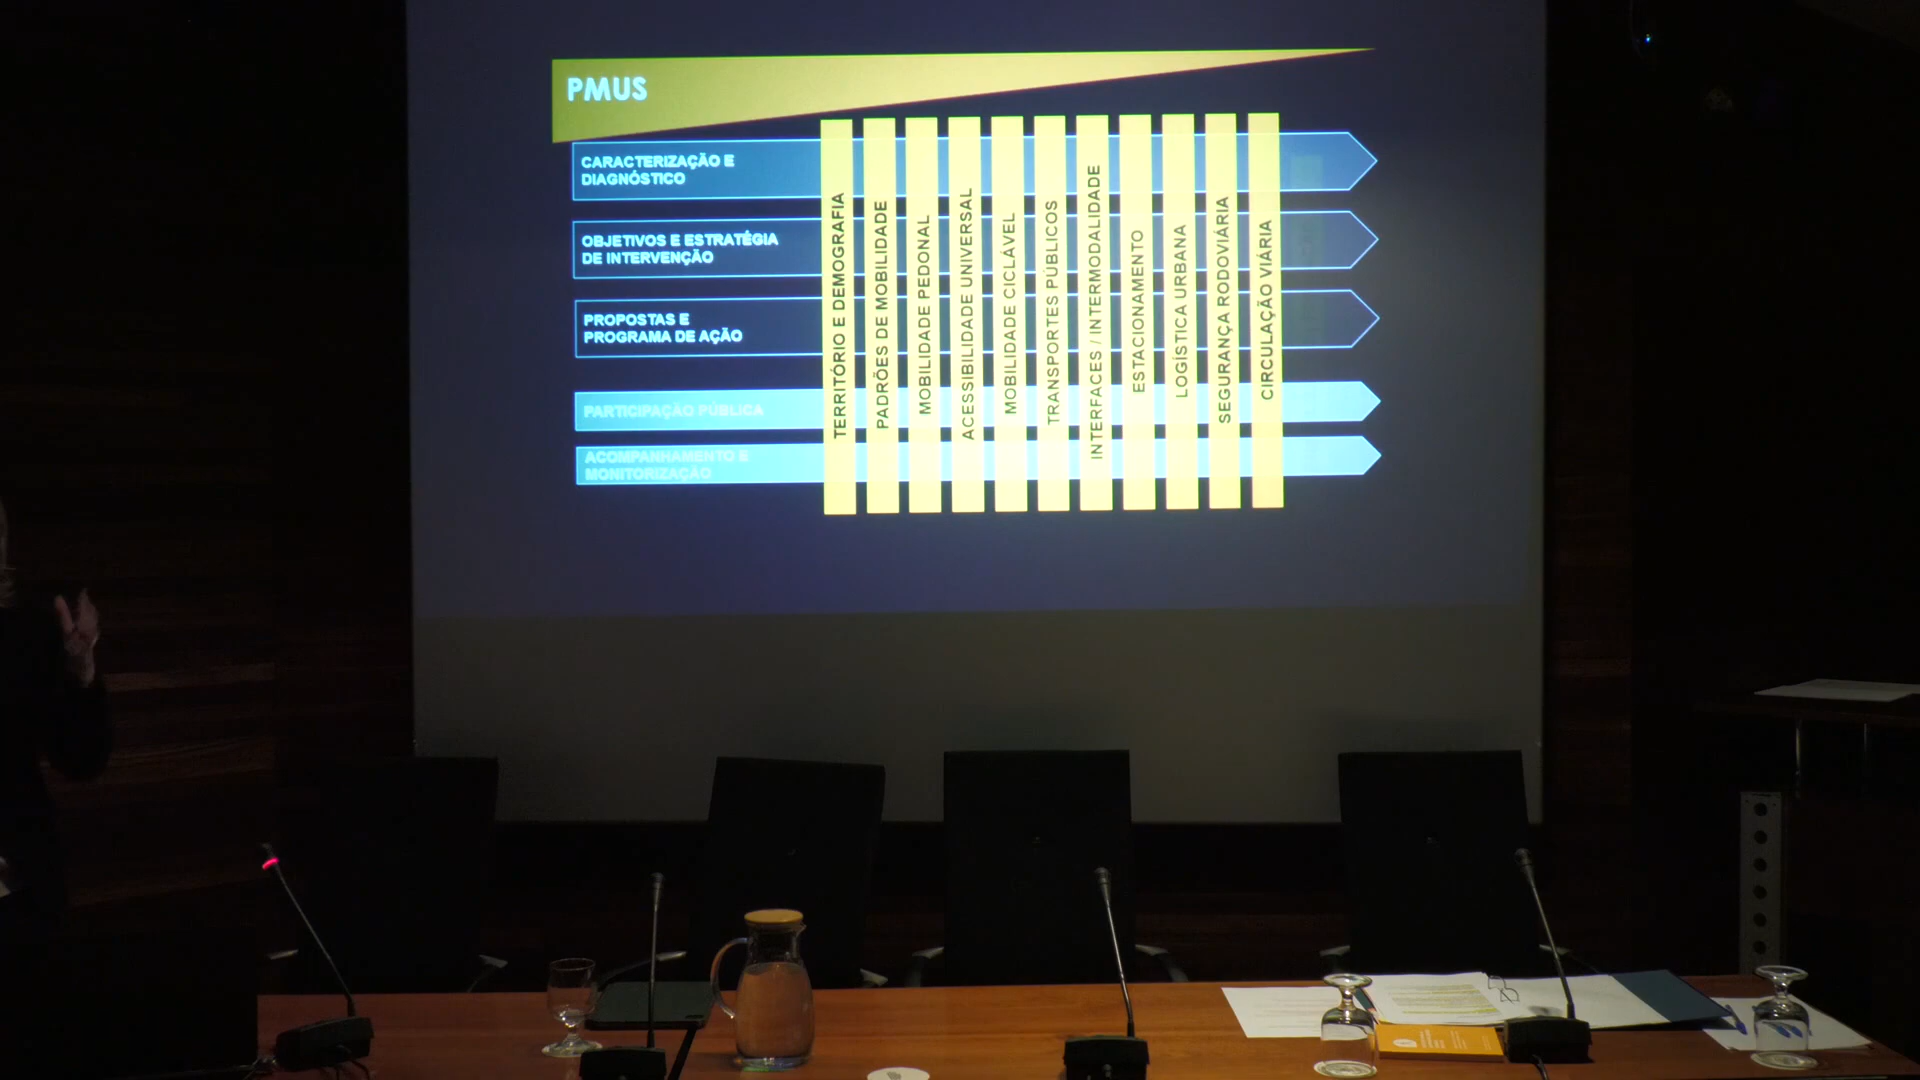 PMUS
CARACTERIZAÇÃO E
DIAGNÓSTICO
OBJETIVOS E ESTRATÉGIA
DE INTERVENÇÃO
PROPOSTAS E
PROGRAMA DE AÇÃO
PARTICIPAÇÃO PÚBLICA
ACOMPANHAMENTO E
MONITORIZAÇÃO
TERRITÓRIO E DEMOGRAFIA
PADRÕES DE MOBILIDADE
MOBILIDADE PEDONAL
ACESSIBILIDADE UNIVERSAL
MOBILIDADE CICLÁVEL
TRANSPORTES PÚBLICOS
INTERFACES / INTERMODALIDADE
ESTACIONAMENTO
LOGÍSTICA URBANA
SEGURANÇA RODOVIÁRIA
CIRCULAÇÃO VIÁRIA